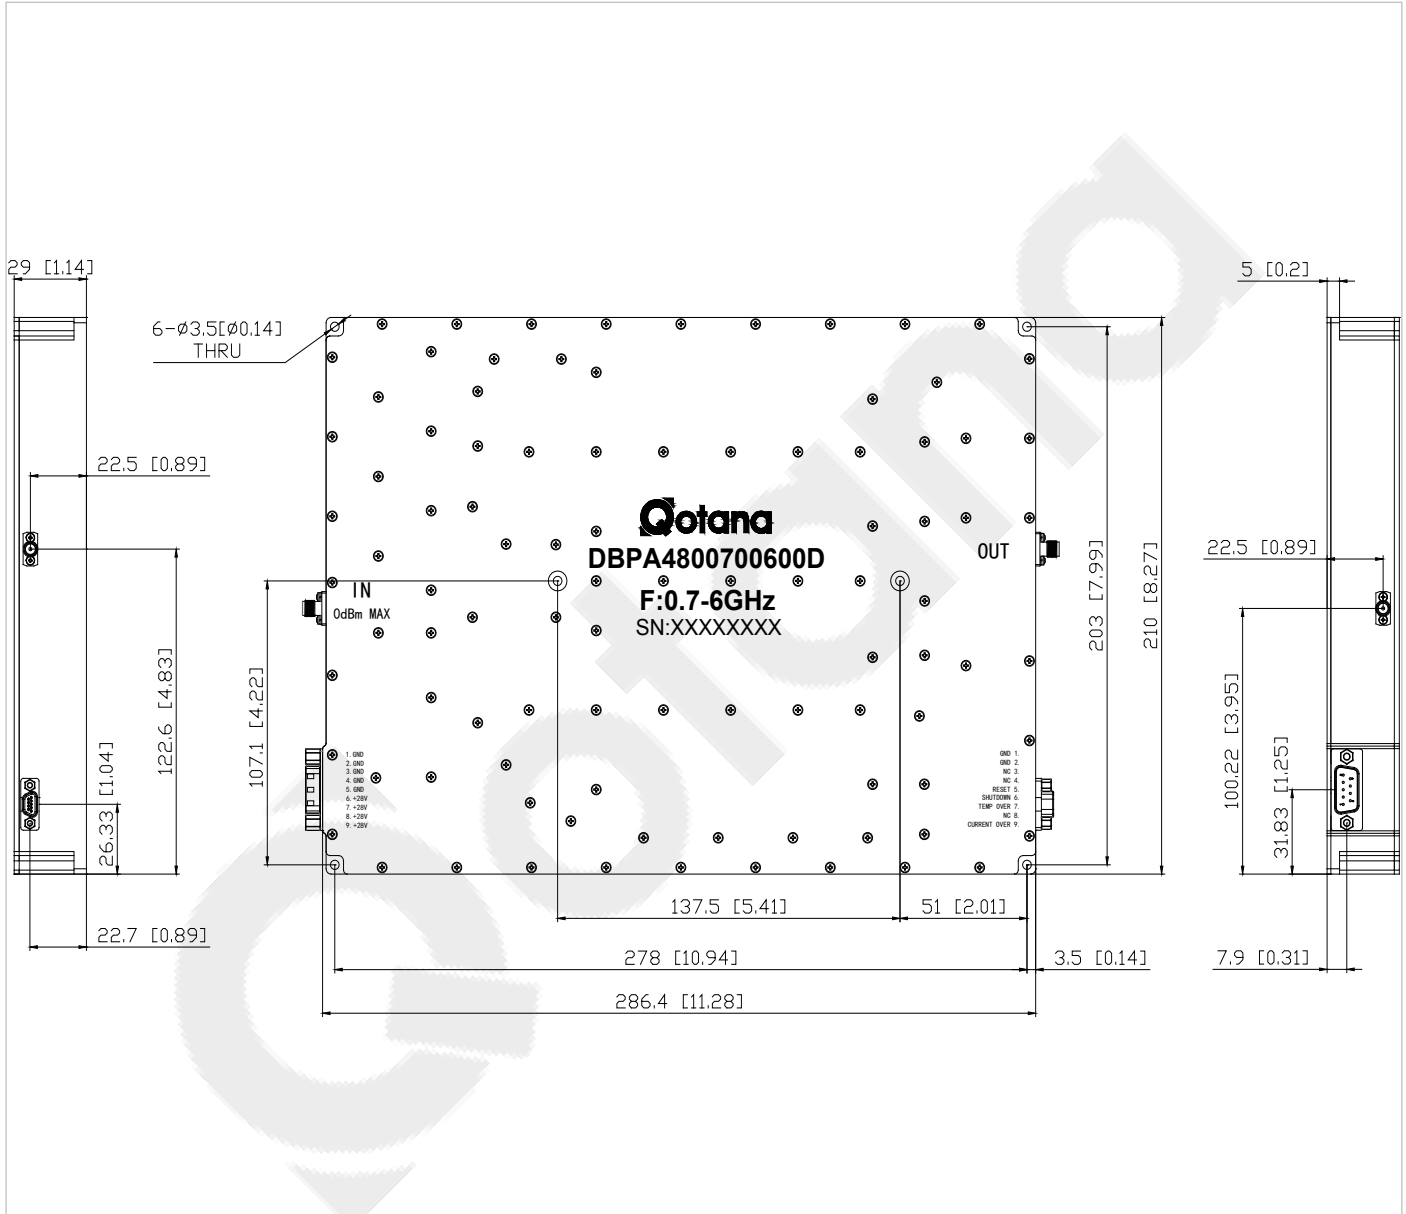 29 [1.14]
5 [0.2]
6-Ø3.5[Ø0.14]
THRU
22.5 [0.89]
Qotana
DBPA4800700600D
F:0.7-6GHz
SN:XXXXXXXX
IN
0dBm MAX
OUT
22.5 [0.89]
203 [7.99]
210 [8.27]
107.1 [4.22]
122.6 [4.83]
26.33 [1.04]
100.22 [3.95]
31.83 [1.25]
1. GND
2. GND
3. GND
4. GND
5. GND
6. +28V
7. +28V
8. +28V
9. +28V
GND 1.
GND 2.
NC 3.
NC 4.
RESET 5.
SHUTDOWN 6.
TEMP OVER 7.
NC 8.
CURRENT OVER 9.
137.5 [5.41]
51 [2.01]
22.7 [0.89]
278 [10.94]
3.5 [0.14]
7.9 [0.31]
286.4 [11.28]
Qotana